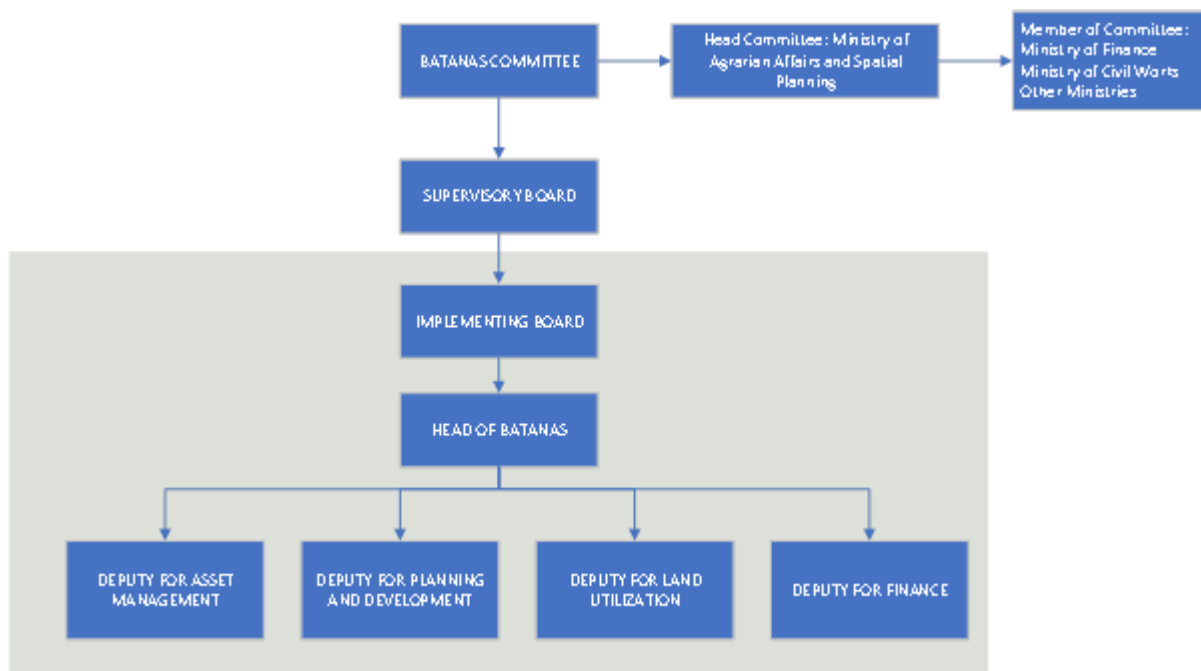 BATANAS COMMITTEE
Head Committee: Ministry of
Agrarian Affairs and Spatial
Planning
Member of Committee:
Ministry of Finance
Ministry of Civil Works
Other Ministries
SUPERVISORY BOARD
IMPLEMENTING BOARD
HEAD OF BATANAS
DEPUTY FOR ASSET
MANAGEMENT
DEPUTY FOR PLANNING
AND DEVELOPMENT
DEPUTY FOR LAND
UTILIZATION
DEPUTY FOR FINANCE